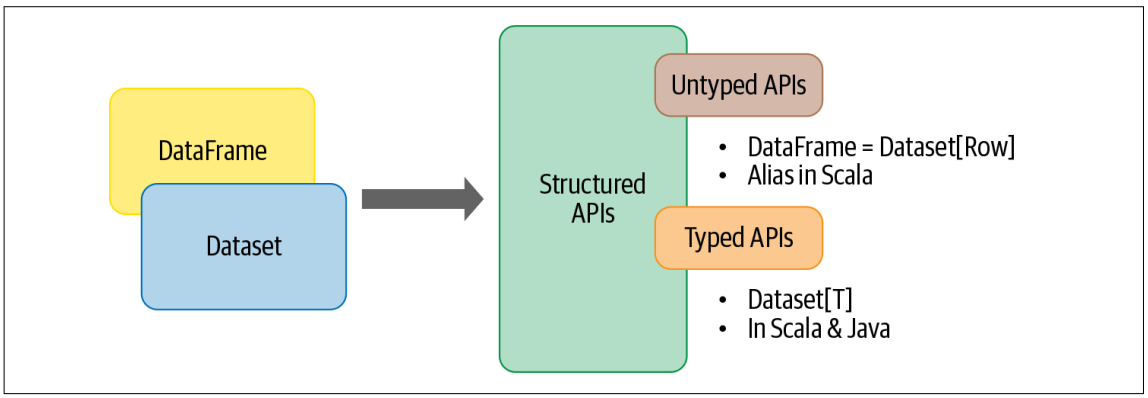 DataFrame
Dataset
Structured
APIs
Untyped APIs
• DataFrame = Dataset[Row]
• Alias in Scala
Typed APIs
• Dataset[T]
• In Scala & Java